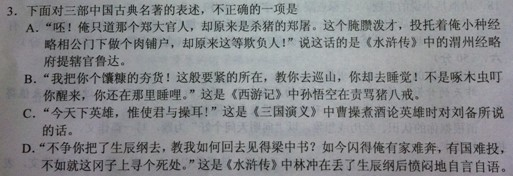 3. 下面对三部中国古典名著的表述，不正确的一项是
A.“呸！俺只道那个郑大官人，却原来是杀猪的郑屠。这个腌臜泼才，投托着俺小种经
略相公门下做个肉铺户，却原来这等欺负人！”说这话的是《水浒传》中的渭州经略
府提辖官鲁达。
B.“我把你个馕糠的夯货！这般要紧的所在，教你去巡山，你却去睡觉！不是啄木虫叮
你醒来，你还在那里睡哩。”这是《西游记》中孙悟空在责骂猪八戒。
C.“今天下英雄，惟使君与操耳！”这是《三国演义》中曹操煮酒论英雄时对刘备所说
的话。
D.“不争你把了生辰纲去，教我如何回去见得梁中书？如今闪得俺有家难奔，有国难投，
不如就这冈子上寻个死处。”这是《水浒传》中林冲在丢了生辰纲后愤闷地自言自语。